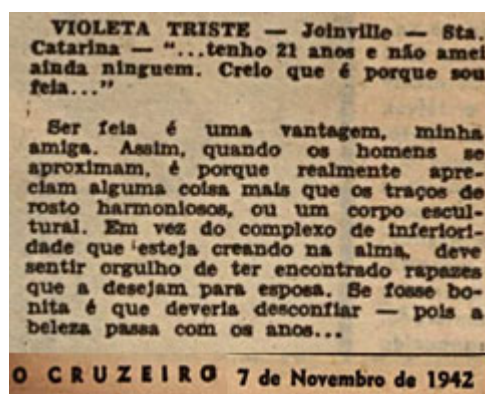 VIOLETA TRISTE — Joinville — Sta.
Catarina — "...tenho 21 anos e não amei
ainda ninguem. Creio que é porque sou
feia..."
Ser feia é uma vantagem, minha
amiga. Assim, quando os homens se
aproximam, é porque realmente apre-
ciam alguma coisa mais que os traços de
rosto harmoniosos, ou um corpo escul-
tural. Em vez do complexo de inferiori-
dade que esteja creando na alma, deve
sentir orgulho de ter encontrado rapazes
que a desejam para esposa. Se fosse bo-
nita é que deveria desconfiar — pois a
beleza passa com os anos...
O CRUZEIRO 7 de Novembro de 1942